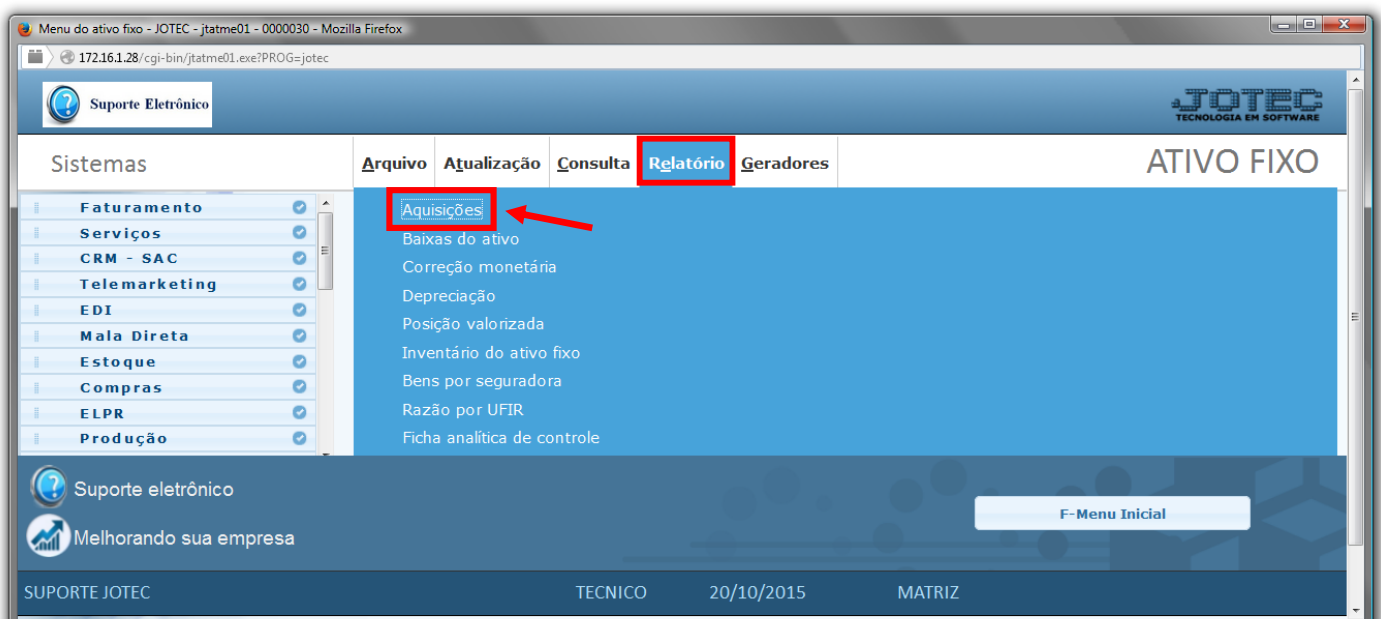 Menu do ativo fixo - JOTEC - jtatme01 - 0000030 - Mozilla Firefox
172.16.1.28/cgi-bin/jtatme01.exe?PROG=jotec
Suporte Eletrônico
JOTEC
TECNOLOGIA EM SOFTWARE
Sistemas
Arquivo Atualização Consulta Relatório Geradores
ATIVO FIXO
Faturamento
Serviços
CRM - SAC
Telemarketing
EDI
Mala Direta
Estoque
Compras
ELPR
Produção
Aquisições
Baixas do ativo
Correção monetária
Depreciação
Posição valorizada
Inventário do ativo fixo
Bens por seguradora
Razão por UFIR
Ficha analítica de controle
Suporte eletrônico
Melhorando sua empresa
F-Menu Inicial
SUPORTE JOTEC TECNICO 20/10/2015 MATRIZ